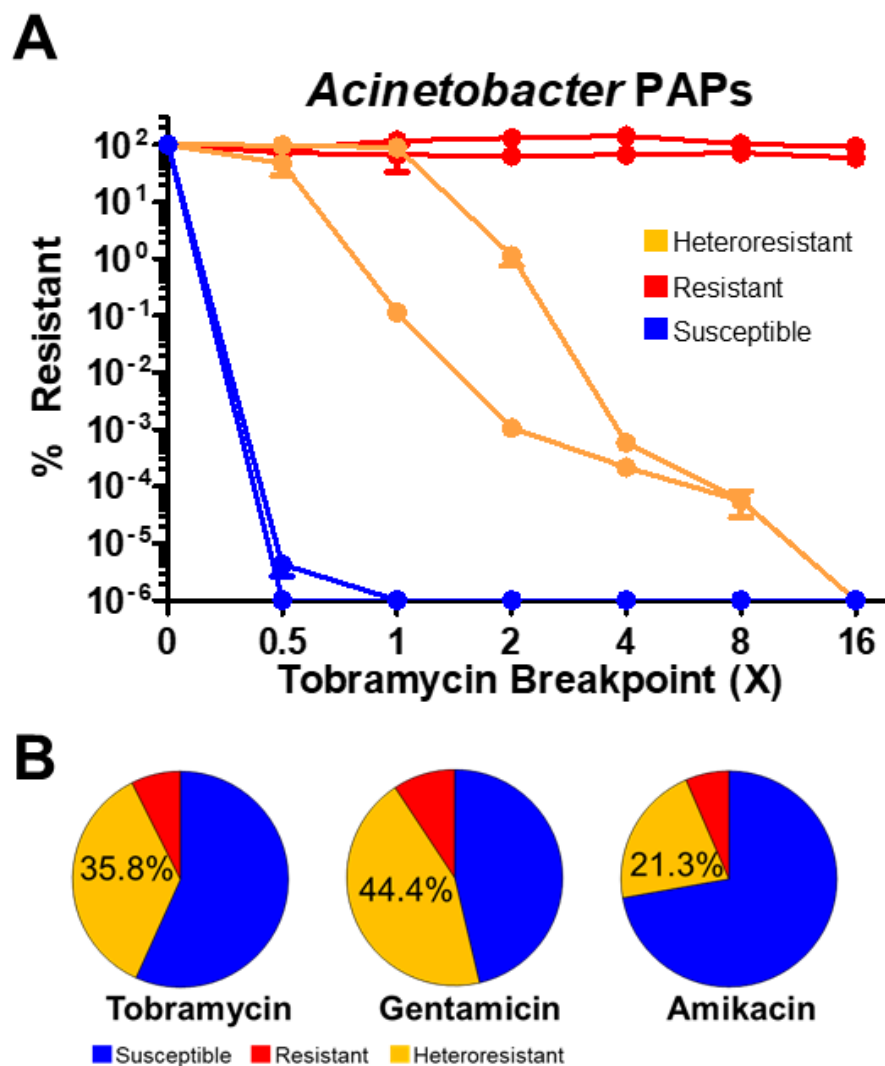 A
Acinetobacter PAPs
% Resistant
10²
10¹
10⁰
10⁻¹
10⁻²
10⁻³
10⁻⁴
10⁻⁵
10⁻⁶
Heteroresistant
Resistant
Susceptible
0 0.5 1 2 4 8 16
Tobramycin Breakpoint (X)
B
35.8% 44.4% 21.3%
Tobramycin Gentamicin Amikacin
Susceptible Resistant Heteroresistant